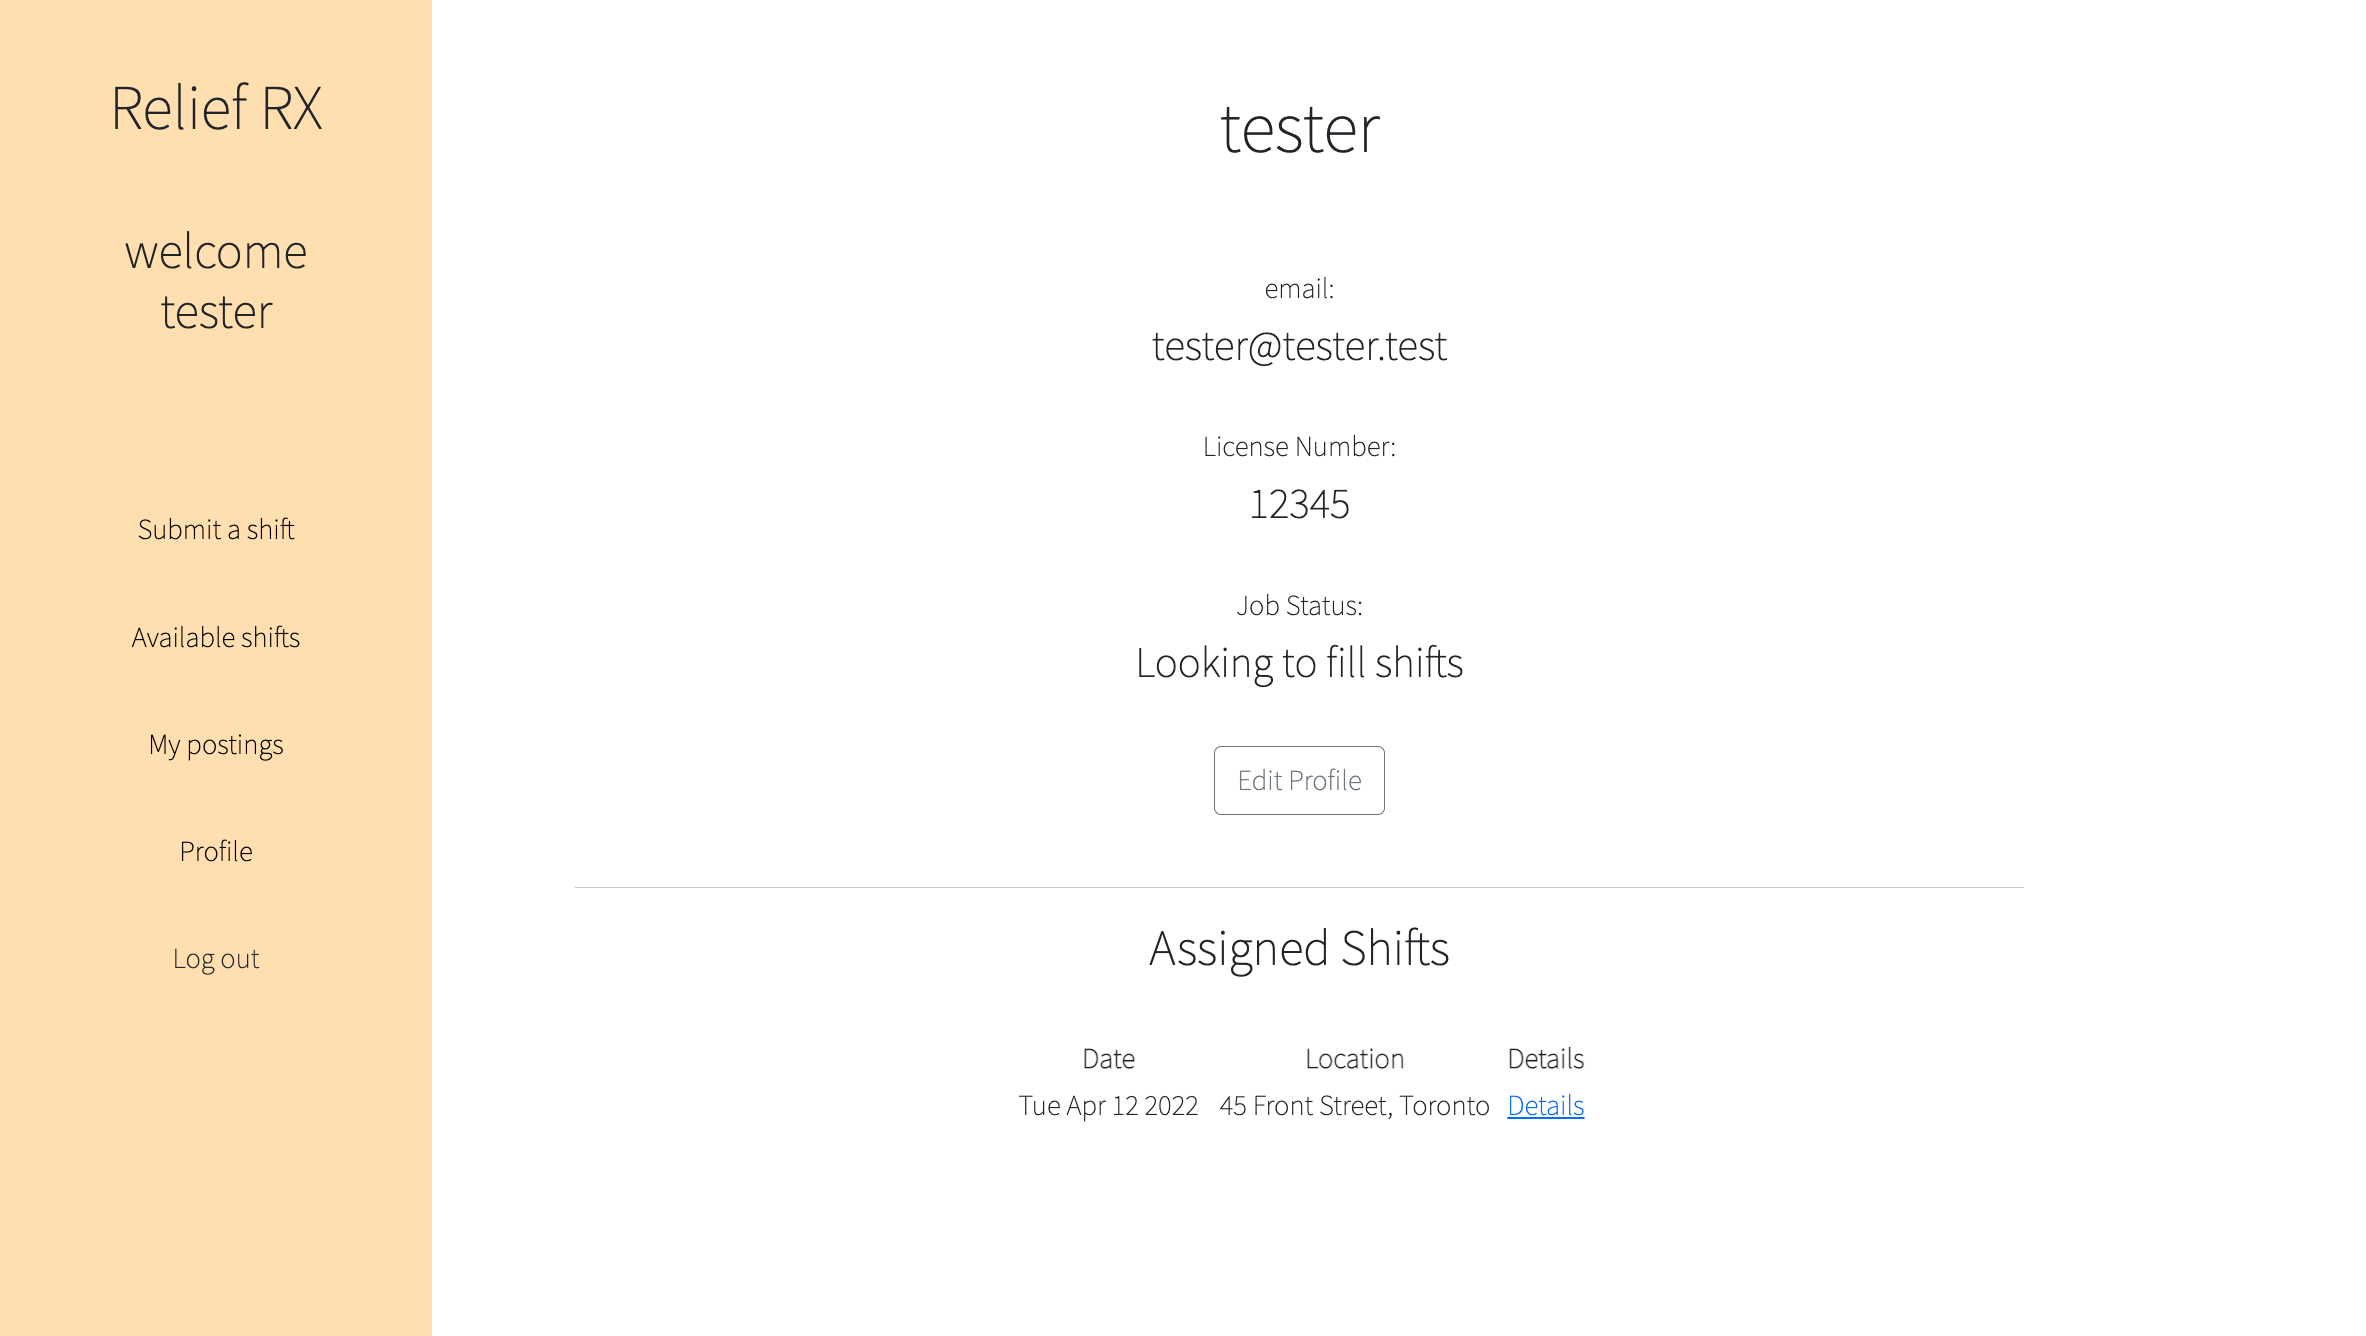 Relief RX
welcome
tester
Submit a shift
Available shifts
My postings
Profile
Log out
tester
email:
tester@tester.test
License Number:
12345
Job Status:
Looking to fill shifts
Edit Profile
Assigned Shifts
Date Location Details
Tue Apr 12 2022 45 Front Street, Toronto Details